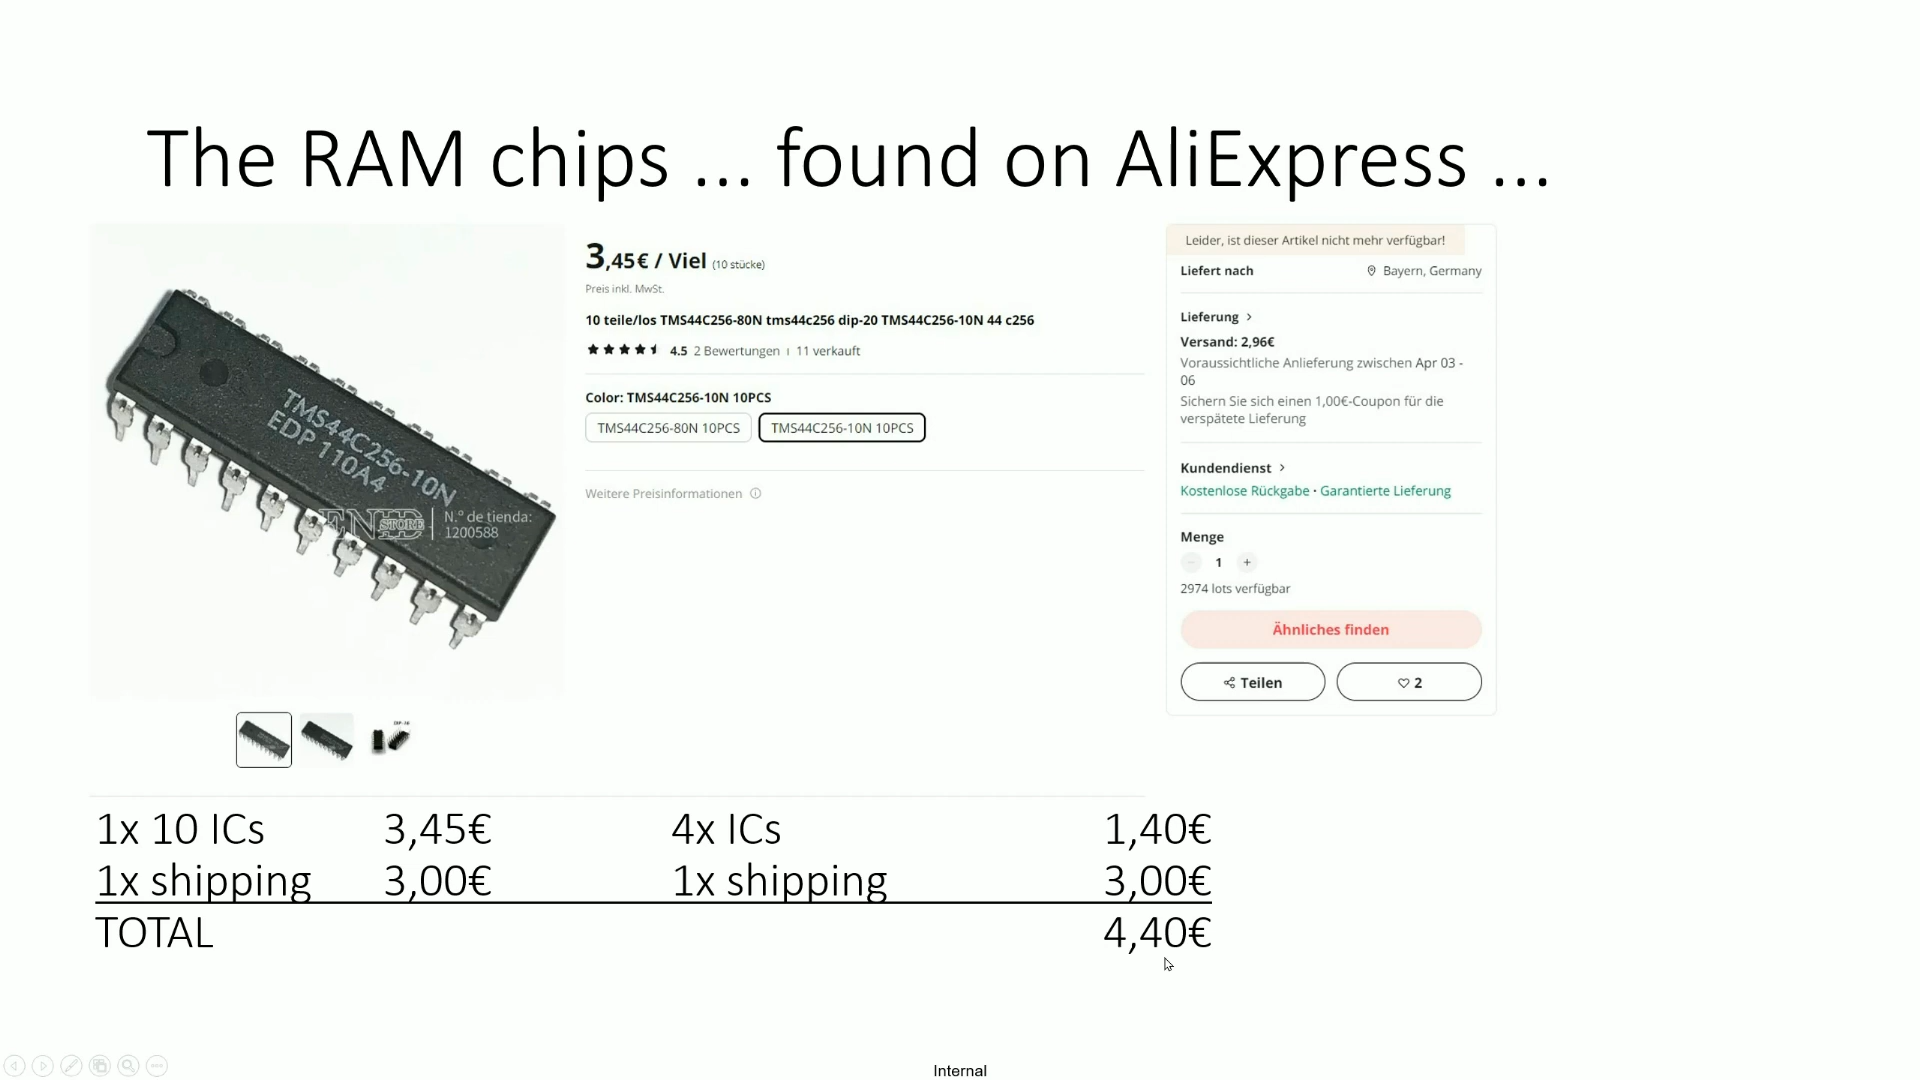 The RAM chips ... found on AliExpress ...
TMS44C256-10N
EDP 110A4
N.º de tienda:
STORE
1200588
3,45€ / Viel (10 stücke)
Preis inkl. MwSt.
10 teile/los TMS44C256-80N tms44c256 dip-20 TMS44C256-10N 44 c256
4.5 2 Bewertungen | 11 verkauft
Color: TMS44C256-10N 10PCS
TMS44C256-80N 10PCS TMS44C256-10N 10PCS
Weitere Preisinformationen
Leider, ist dieser Artikel nicht mehr verfügbar!
Liefert nach Bayern, Germany
Lieferung >
Versand: 2,96€
Voraussichtliche Anlieferung zwischen Apr 03 -
06
Sichern Sie sich einen 1,00€-Coupon für die
verspätete Lieferung
Kundendienst >
Kostenlose Rückgabe · Garantierte Lieferung
Menge
- 1 +
2974 lots verfügbar
Ähnliches finden
Teilen 2
1x 10 ICs 3,45€ 4x ICs 1,40€
1x shipping 3,00€ 1x shipping 3,00€
TOTAL 4,40€
Internal